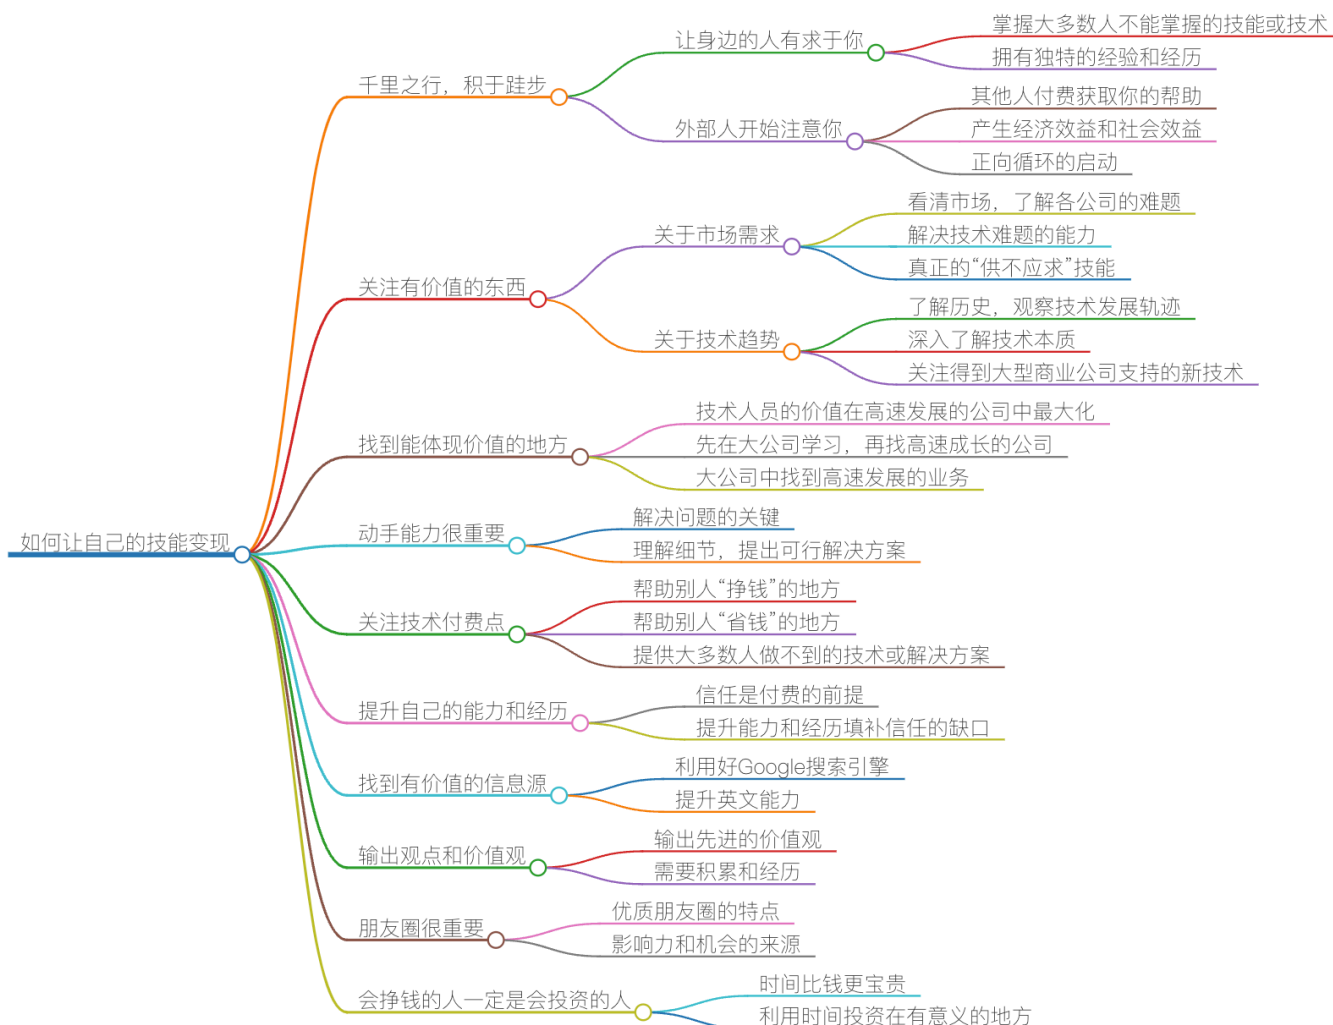 如何让自己的技能变现
千里之行，积于跬步
让身边的人有求于你
掌握大多数人不能掌握的技能或技术
拥有独特的经验和经历
外部人开始注意你
其他人付费获取你的帮助
产生经济效益和社会效益
正向循环的启动
关注有价值的东西
关于市场需求
看清市场，了解各公司的难题
解决技术难题的能力
真正的“供不应求”技能
关于技术趋势
了解历史，观察技术发展轨迹
深入了解技术本质
关注得到大型商业公司支持的新技术
找到能体现价值的地方
技术人员的价值在高速发展的公司中最大化
先在大公司学习，再找高速成长的公司
大公司中找到高速发展的业务
动手能力很重要
解决问题的关键
理解细节，提出可行解决方案
关注技术付费点
帮助别人“挣钱”的地方
帮助别人“省钱”的地方
提供大多数人做不到的技术或解决方案
提升自己的能力和经历
信任是付费的前提
提升能力和经历填补信任的缺口
找到有价值的信息源
利用好Google搜索引擎
提升英文能力
输出观点和价值观
输出先进的价值观
需要积累和经历
朋友圈很重要
优质朋友圈的特点
影响力和机会的来源
会挣钱的人一定是会投资的人
时间比钱更宝贵
利用时间投资在有意义的地方